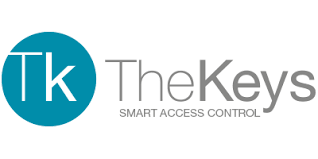 Tk
TheKeys
SMART ACCESS CONTROL